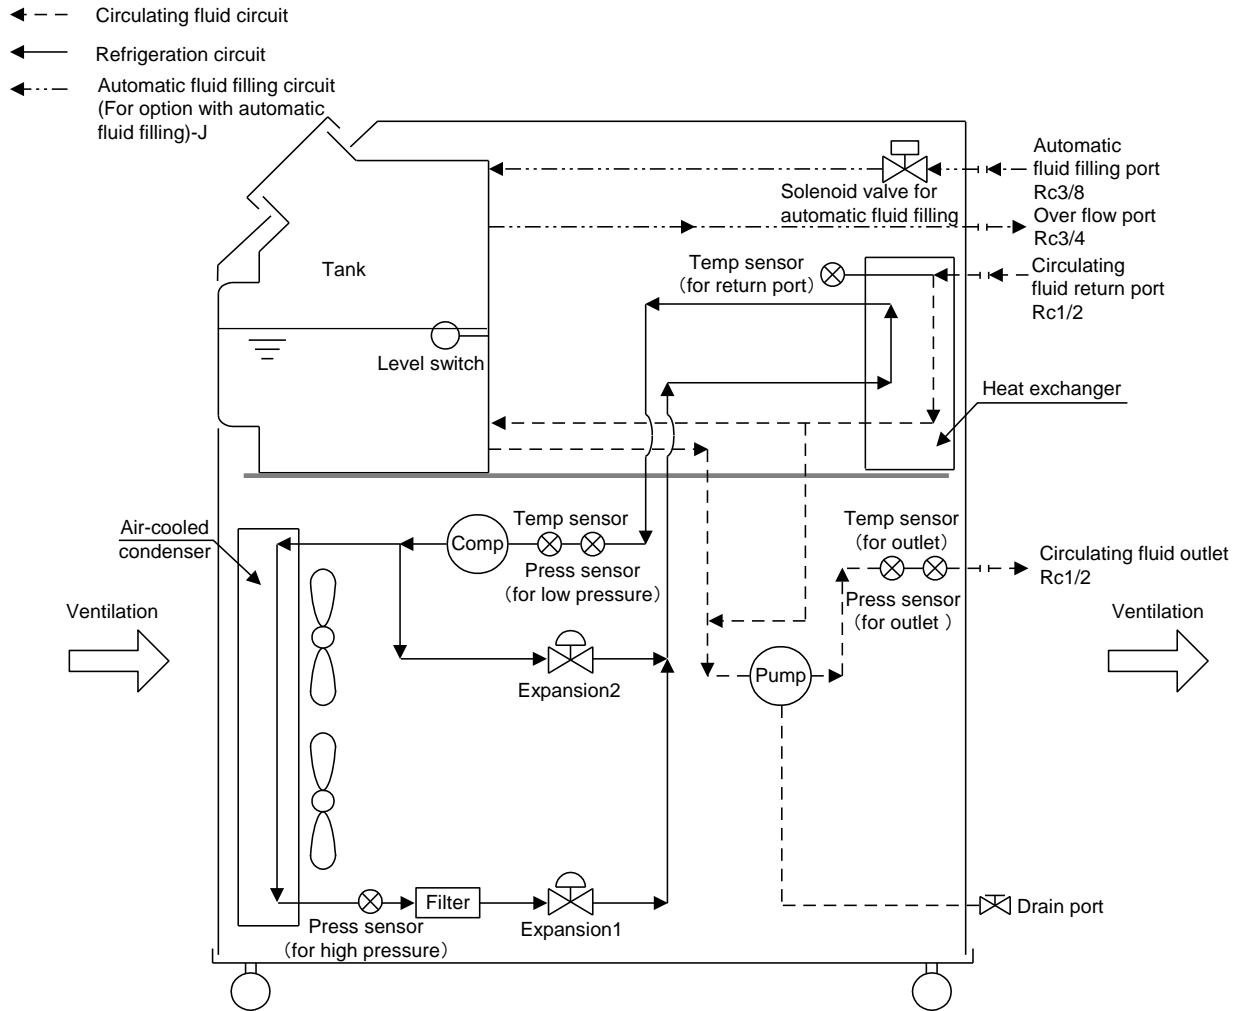 Circulating fluid circuit
Refrigeration circuit
Automatic fluid filling circuit
(For option with automatic
fluid filling)-J
Automatic
fluid filling port
Rc3/8
Solenoid valve for
automatic fluid filling
Over flow port
Rc3/4
Tank
Temp sensor
(for return port)
Circulating
fluid return port
Rc1/2
Level switch
Heat exchanger
Air-cooled
condenser
Comp
Temp sensor
Press sensor
(for low pressure)
Temp sensor
(for outlet)
Press sensor
(for outlet )
Circulating fluid outlet
Rc1/2
Ventilation
Ventilation
Expansion2
Pump
Filter
Press sensor
(for high pressure)
Expansion1
Drain port